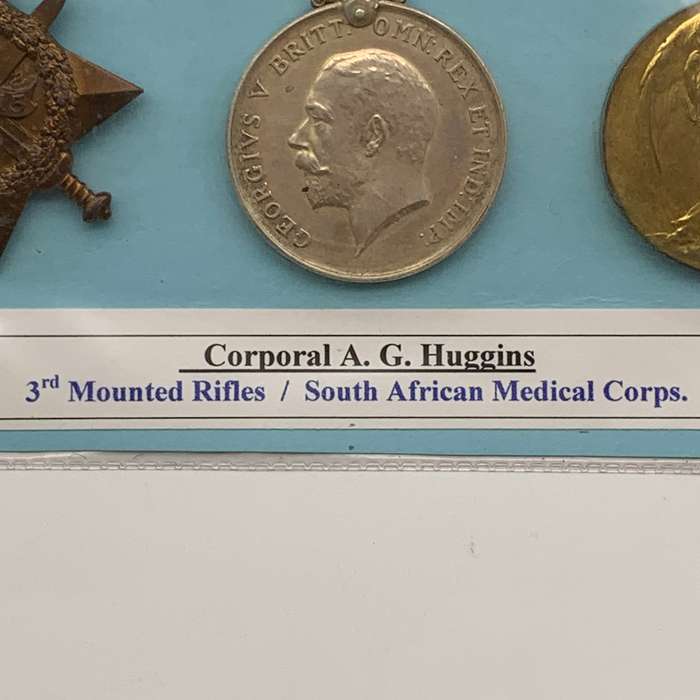 GEORGIVS V BRITT: OMN: REX ET IND: IMP:
Corporal A. G. Huggins
3rd Mounted Rifles / South African Medical Corps.